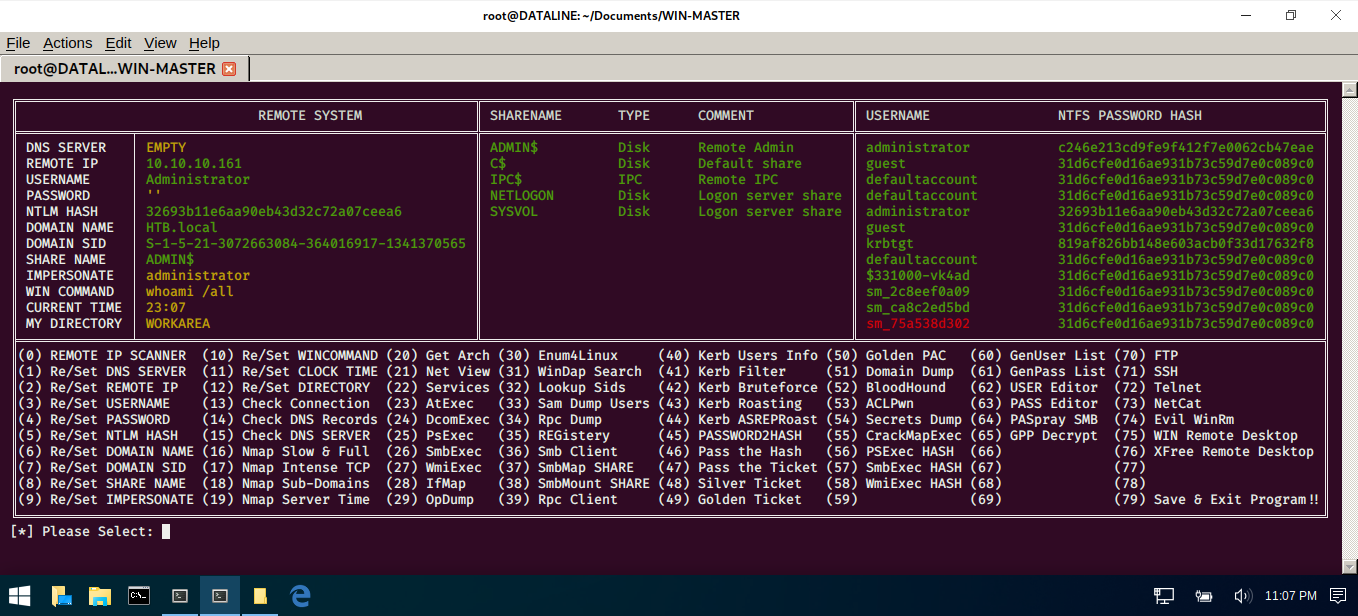 root@DATALINE: ~/Documents/WIN-MASTER
File Actions Edit View Help
root@DATAL...WIN-MASTER
REMOTE SYSTEM SHARENAME TYPE COMMENT USERNAME NTFS PASSWORD HASH
DNS SERVER EMPTY ADMIN$ Disk Remote Admin administrator c246e213cd9fe9f412f7e0062cb47eae
REMOTE IP 10.10.10.161 C$ Disk Default share guest 31d6cfe0d16ae931b73c59d7e0c089c0
USERNAME Administrator IPC$ IPC Remote IPC defaultaccount 31d6cfe0d16ae931b73c59d7e0c089c0
PASSWORD '' NETLOGON Disk Logon server share defaultaccount 31d6cfe0d16ae931b73c59d7e0c089c0
NTLM HASH 32693b11e6aa90eb43d32c72a07ceea6 SYSVOL Disk Logon server share administrator 32693b11e6aa90eb43d32c72a07ceea6
DOMAIN NAME HTB.local guest 31d6cfe0d16ae931b73c59d7e0c089c0
DOMAIN SID S-1-5-21-3072663084-364016917-1341370565 krbtgt 819af826bb148e603acb0f33d17632f8
SHARE NAME ADMIN$ defaultaccount 31d6cfe0d16ae931b73c59d7e0c089c0
IMPERSONATE administrator $331000-vk4ad 31d6cfe0d16ae931b73c59d7e0c089c0
WIN COMMAND whoami /all sm_2c8eef0a09 31d6cfe0d16ae931b73c59d7e0c089c0
CURRENT TIME 23:07 sm_ca8c2ed5bd 31d6cfe0d16ae931b73c59d7e0c089c0
MY DIRECTORY WORKAREA sm_75a538d302 31d6cfe0d16ae931b73c59d7e0c089c0
(0) REMOTE IP SCANNER (10) Re/Set WINCOMMAND (20) Get Arch (30) Enum4Linux (40) Kerb Users Info (50) Golden PAC (60) GenUser List (70) FTP
(1) Re/Set DNS SERVER (11) Re/Set CLOCK TIME (21) Net View (31) WinDap Search (41) Kerb Filter (51) Domain Dump (61) GenPass List (71) SSH
(2) Re/Set REMOTE IP (12) Re/Set DIRECTORY (22) Services (32) Lookup Sids (42) Kerb Bruteforce (52) BloodHound (62) USER Editor (72) Telnet
(3) Re/Set USERNAME (13) Check Connection (23) AtExec (33) Sam Dump Users (43) Kerb Roasting (53) ACLPwn (63) PASS Editor (73) NetCat
(4) Re/Set PASSWORD (14) Check DNS Records (24) DcomExec (34) Rpc Dump (44) Kerb ASREPRoast (54) Secrets Dump (64) PASpray SMB (74) Evil WinRm
(5) Re/Set NTLM HASH (15) Check DNS SERVER (25) PsExec (35) REGistery (45) PASSWORD2HASH (55) CrackMapExec (65) GPP Decrypt (75) WIN Remote Desktop
(6) Re/Set DOMAIN NAME (16) Nmap Slow & Full (26) SmbExec (36) Smb Client (46) Pass the Hash (56) PSExec HASH (66) (76) XFree Remote Desktop
(7) Re/Set DOMAIN SID (17) Nmap Intense TCP (27) WmiExec (37) SmbMap SHARE (47) Pass the Ticket (57) SmbExec HASH (67) (77)
(8) Re/Set SHARE NAME (18) Nmap Sub-Domains (28) IfMap (38) SmbMount SHARE (48) Silver Ticket (58) WmiExec HASH (68) (78)
(9) Re/Set IMPERSONATE (19) Nmap Server Time (29) OpDump (39) Rpc Client (49) Golden Ticket (59) (69) (79) Save & Exit Program!!
[*] Please Select:
11:07 PM